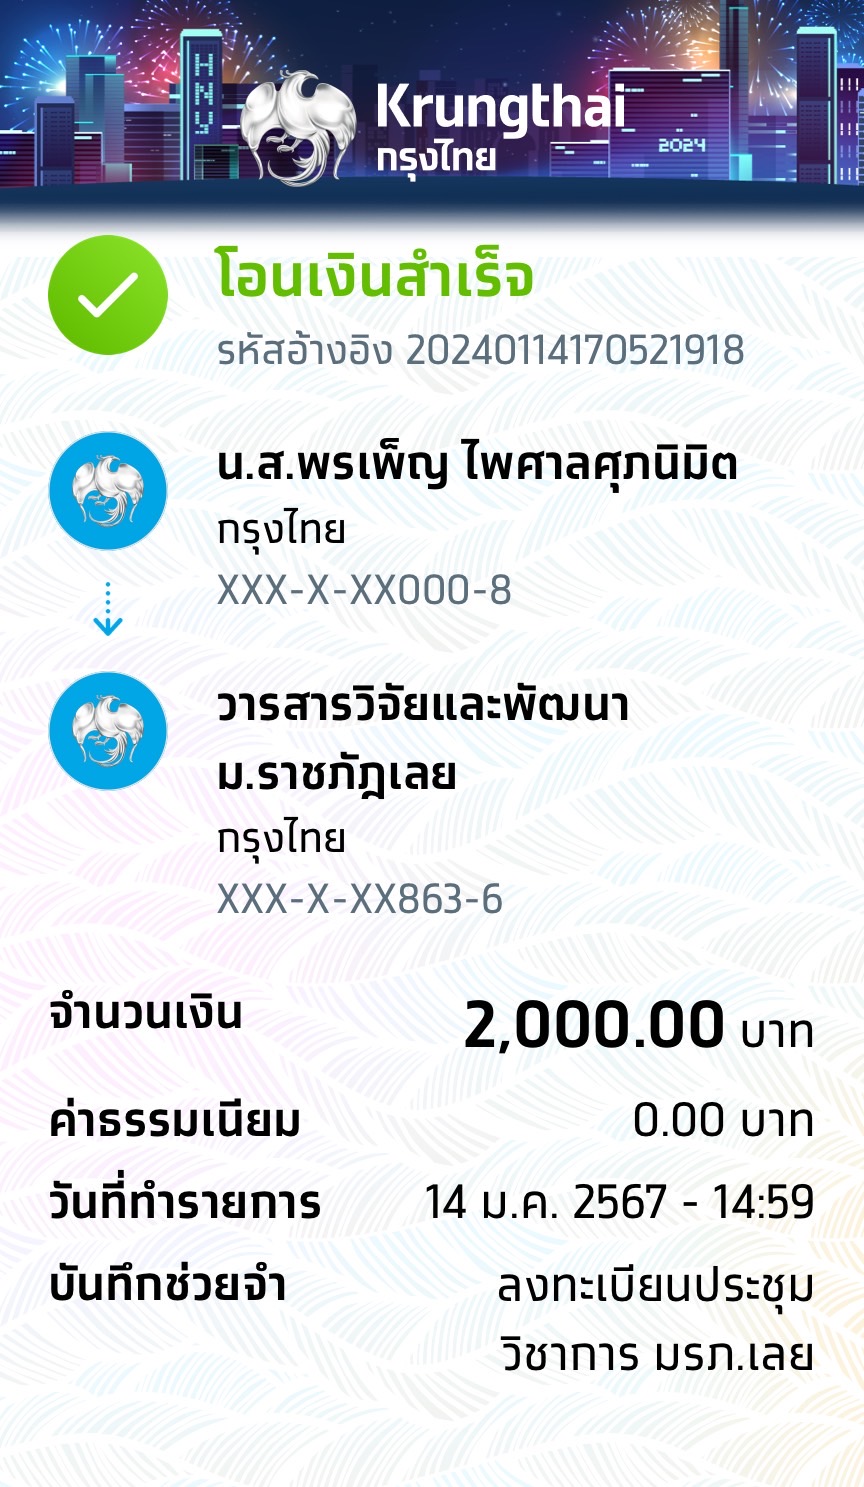 HNY
2024
Krungthai
กรุงไทย
โอนเงินสำเร็จ
รหัสอ้างอิง 20240114170521918
น.ส.พรเพ็ญ ไพศาลศุภนิมิต
กรุงไทย
XXX-X-XX000-8
วารสารวิจัยและพัฒนา
ม.ราชภัฎเลย
กรุงไทย
XXX-X-XX863-6
จำนวนเงิน 2,000.00 บาท
ค่าธรรมเนียม 0.00 บาท
วันที่ทำรายการ 14 ม.ค. 2567 - 14:59
บันทึกช่วยจำ ลงทะเบียนประชุม
วิชาการ มรภ.เลย